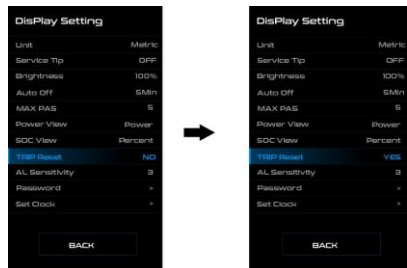 DisPlay Setting
Unit Metric
Service Tip OFF
Brightness 100%
Auto Off 5Min
MAX PAS 5
Power View Power
SOC View Percent
TRIP Reset NO
AL Sensitivity 3
Password >
Set Clock >
BACK
DisPlay Setting
Unit Metric
Service Tip OFF
Brightness 100%
Auto Off 5Min
MAX PAS 5
Power View Power
SOC View Percent
TRIP Reset YES
AL Sensitivity 3
Password >
Set Clock >
BACK